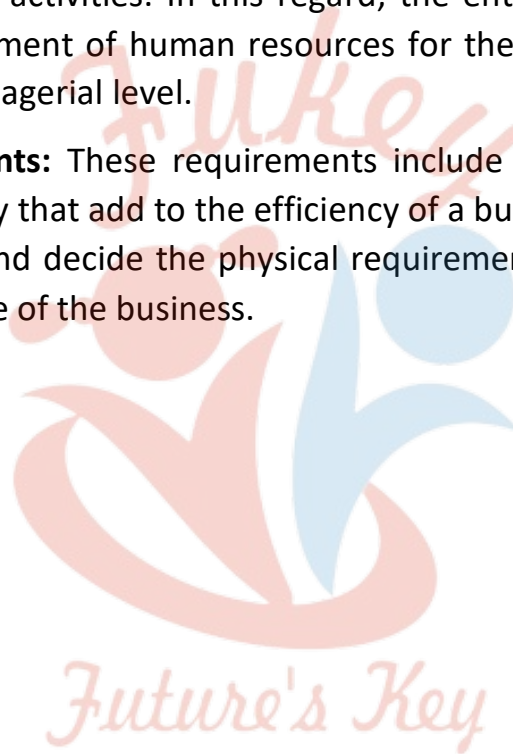 activities. In this regard, the ent
Fukey
ment of human resources for the
agerial level.
nts: These requirements include
y that add to the efficiency of a bu
nd decide the physical requiremen
e of the business.
Future's Key